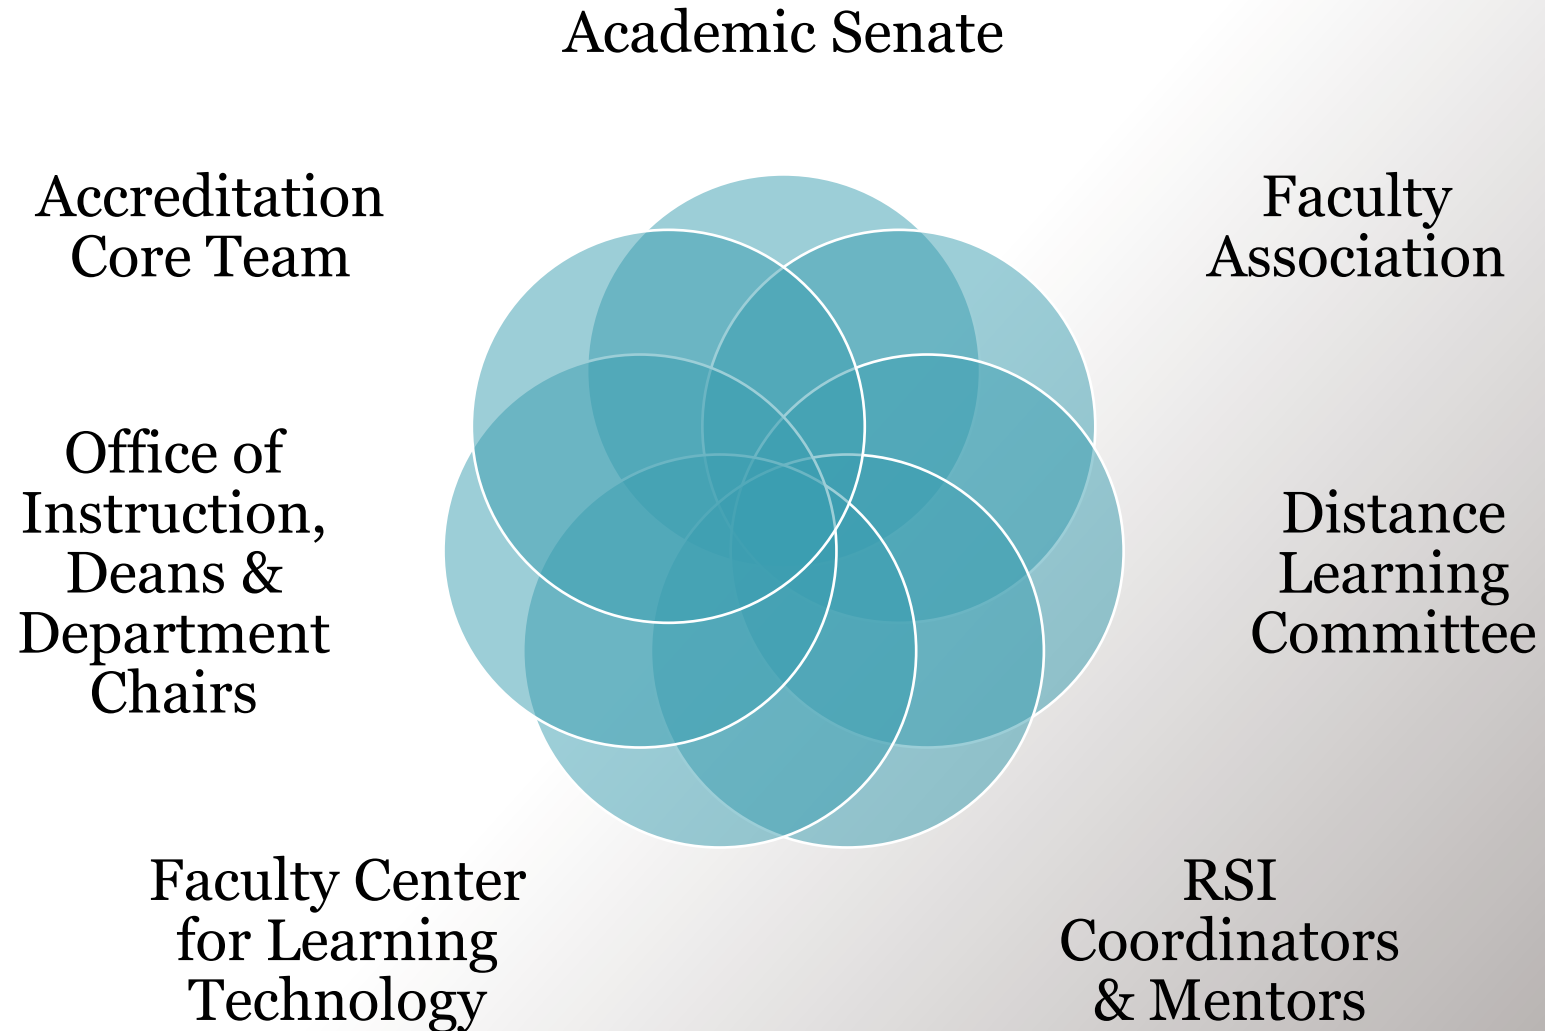 Academic Senate
Accreditation
Core Team
Faculty
Association
Office of
Instruction,
Deans &
Department
Chairs
Distance
Learning
Committee
Faculty Center
for Learning
Technology
RSI
Coordinators
& Mentors